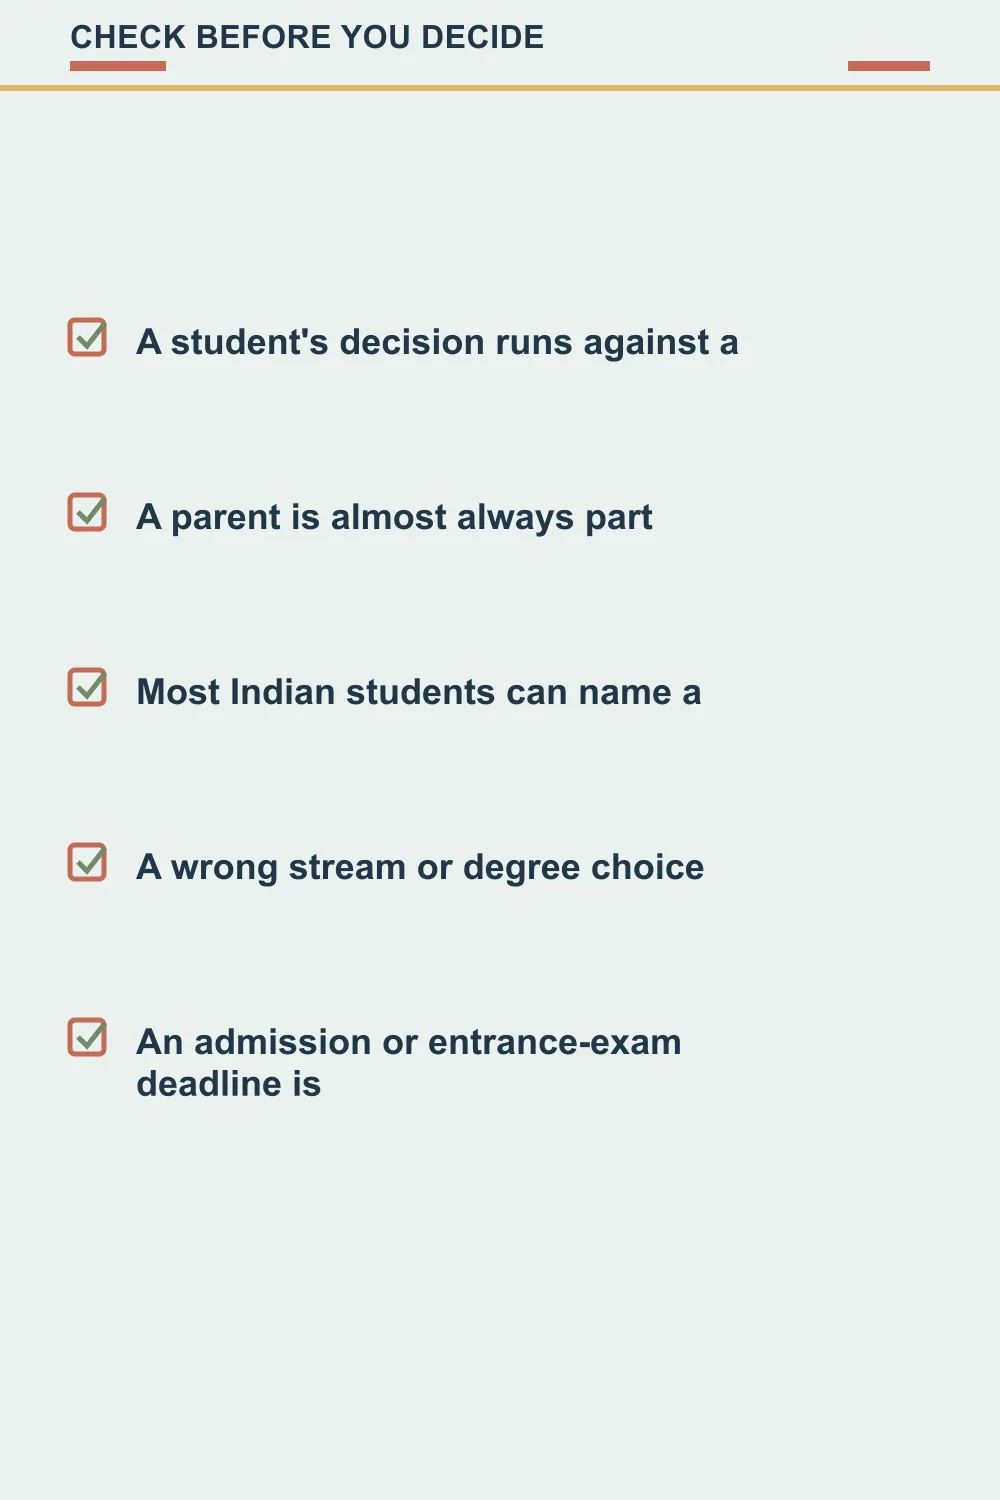 CHECK BEFORE YOU DECIDE
A student's decision runs against a
A parent is almost always part
Most Indian students can name a
A wrong stream or degree choice
An admission or entrance-exam
deadline is